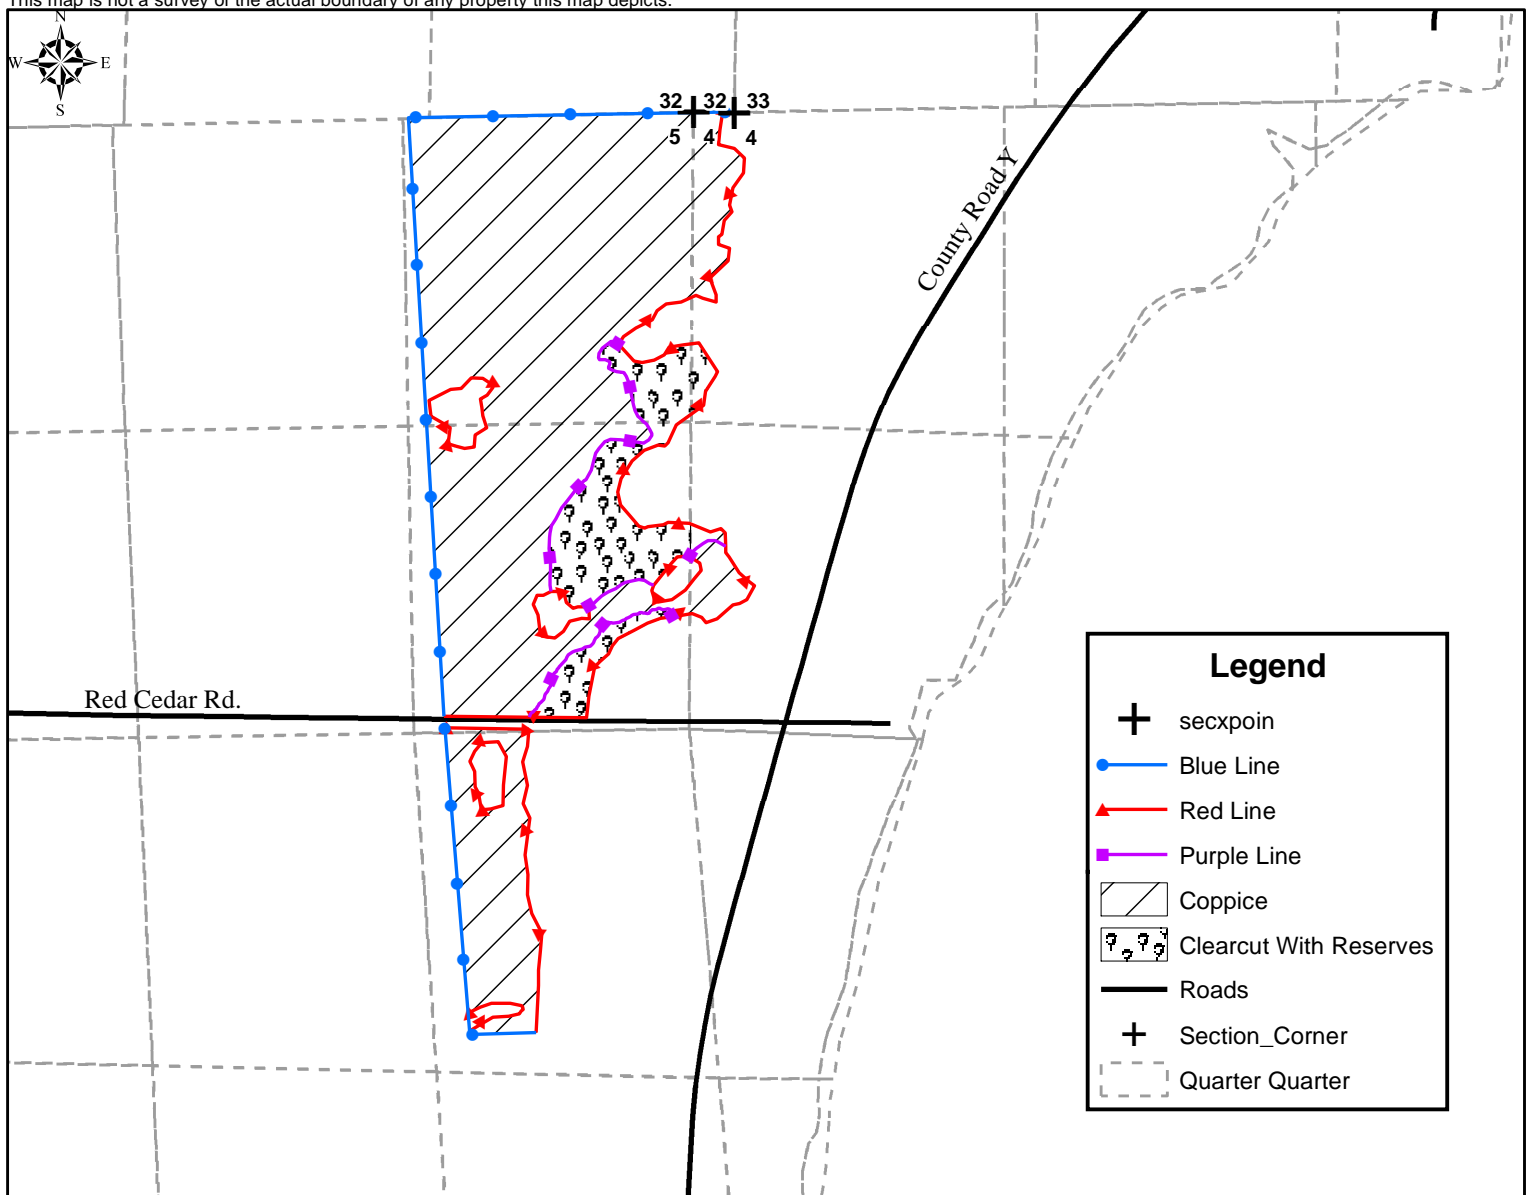 This map is not a survey of the actual boundary of any property this map depicts.
N
W E
S
32 32 33
5 4 4
County Road Y
Red Cedar Rd.
Legend
secxpoin
Blue Line
Red Line
Purple Line
Coppice
Clearcut With Reserves
Roads
Section_Corner
Quarter Quarter